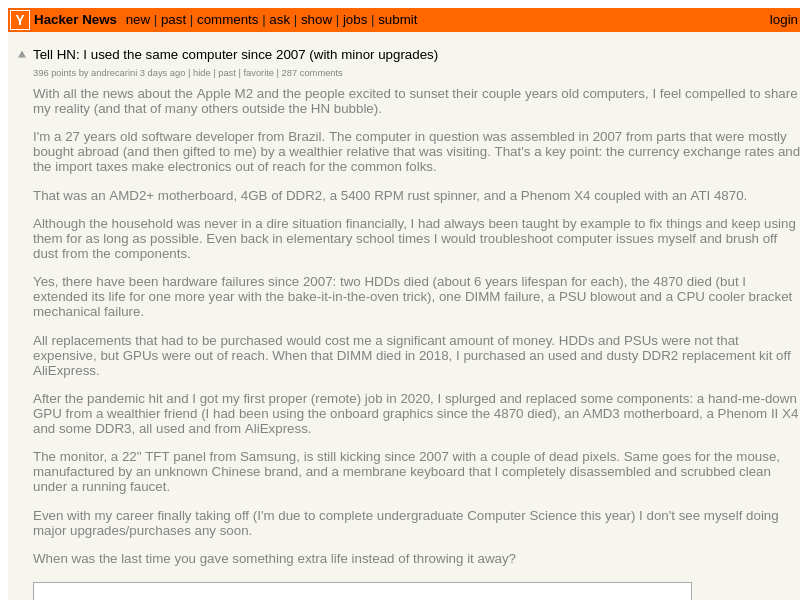 Y Hacker News new | past | comments | ask | show | jobs | submit login
Tell HN: I used the same computer since 2007 (with minor upgrades)
396 points by andrecarini 3 days ago | hide | past | favorite | 287 comments
With all the news about the Apple M2 and the people excited to sunset their couple years old computers, I feel compelled to share
my reality (and that of many others outside the HN bubble).
I'm a 27 years old software developer from Brazil. The computer in question was assembled in 2007 from parts that were mostly
bought abroad (and then gifted to me) by a wealthier relative that was visiting. That's a key point: the currency exchange rates and
the import taxes make electronics out of reach for the common folks.
That was an AMD2+ motherboard, 4GB of DDR2, a 5400 RPM rust spinner, and a Phenom X4 coupled with an ATI 4870.
Although the household was never in a dire situation financially, I had always been taught by example to fix things and keep using
them for as long as possible. Even back in elementary school times I would troubleshoot computer issues myself and brush off
dust from the components.
Yes, there have been hardware failures since 2007: two HDDs died (about 6 years lifespan for each), the 4870 died (but I
extended its life for one more year with the bake-it-in-the-oven trick), one DIMM failure, a PSU blowout and a CPU cooler bracket
mechanical failure.
All replacements that had to be purchased would cost me a significant amount of money. HDDs and PSUs were not that
expensive, but GPUs were out of reach. When that DIMM died in 2018, I purchased an used and dusty DDR2 replacement kit off
AliExpress.
After the pandemic hit and I got my first proper (remote) job in 2020, I splurged and replaced some components: a hand-me-down
GPU from a wealthier friend (I had been using the onboard graphics since the 4870 died), an AMD3 motherboard, a Phenom II X4
and some DDR3, all used and from AliExpress.
The monitor, a 22" TFT panel from Samsung, is still kicking since 2007 with a couple of dead pixels. Same goes for the mouse,
manufactured by an unknown Chinese brand, and a membrane keyboard that I completely disassembled and scrubbed clean
under a running faucet.
Even with my career finally taking off (I'm due to complete undergraduate Computer Science this year) I don't see myself doing
major upgrades/purchases any soon.
When was the last time you gave something extra life instead of throwing it away?